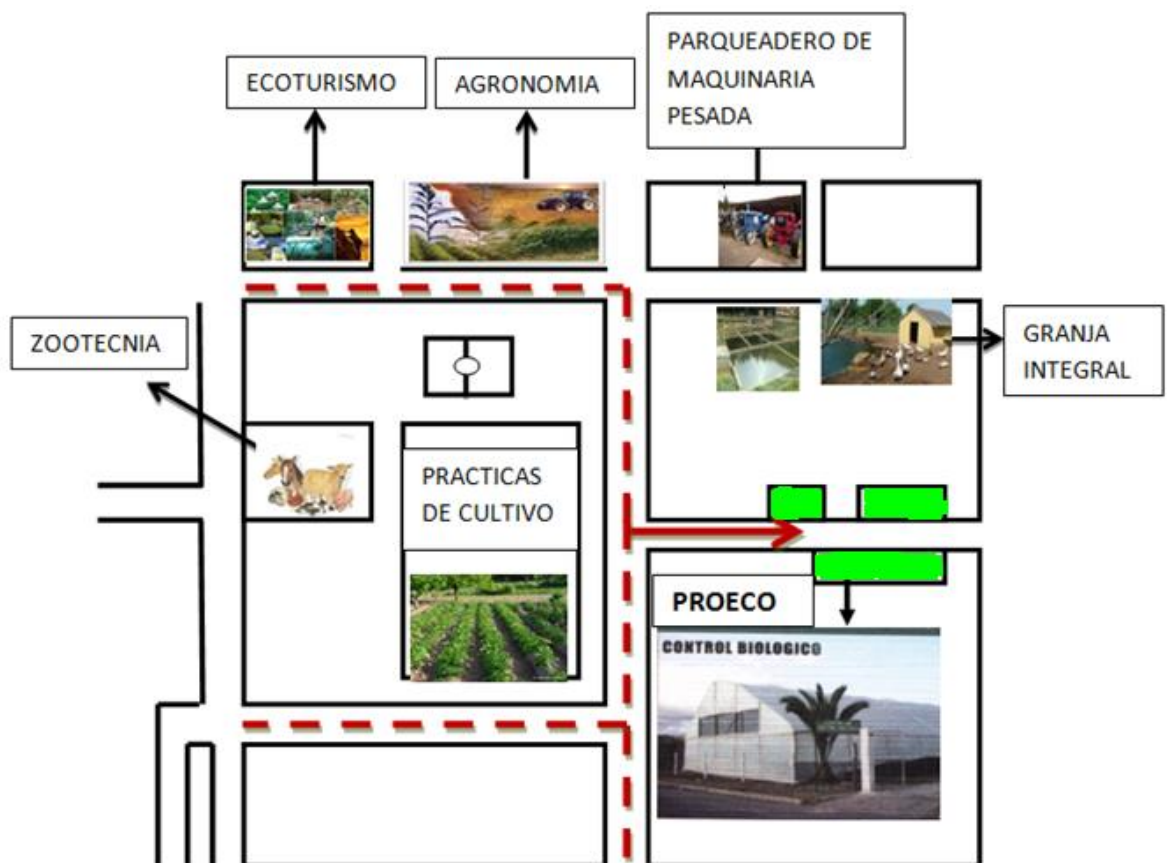 ECOTURISMO
AGRONOMIA
PARQUEADERO DE
MAQUINARIA
PESADA
ZOOTECNIA
GRANJA
INTEGRAL
PRACTICAS
DE CULTIVO
PROECO
CONTROL BIOLOGICO